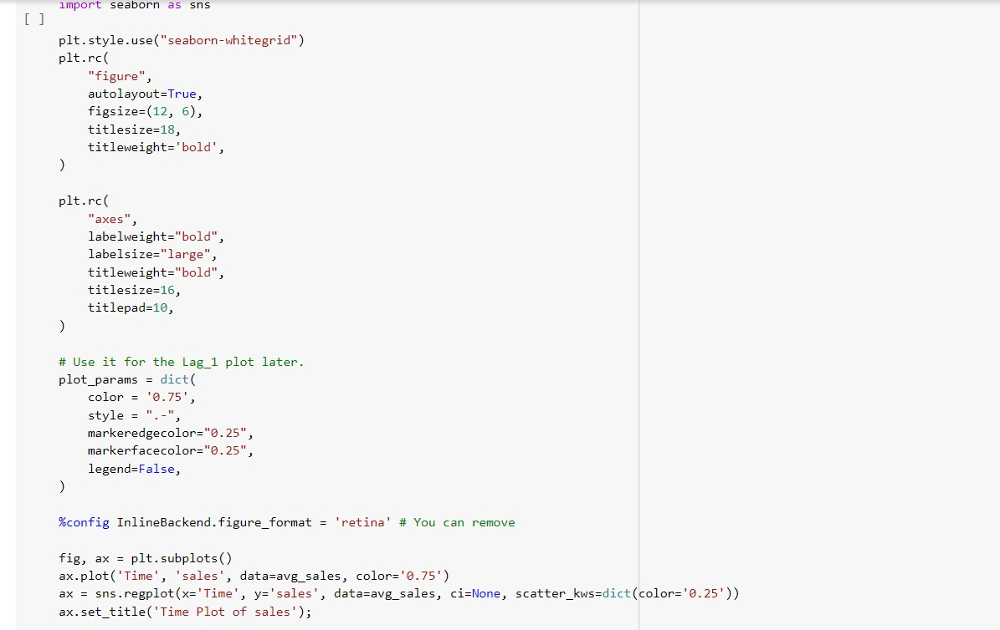 import seaborn as sns
[ ]
plt.style.use("seaborn-whitegrid")
plt.rc(
    "figure",
    autolayout=True,
    figsize=(12, 6),
    titlesize=18,
    titleweight='bold',
)

plt.rc(
    "axes",
    labelweight="bold",
    labelsize="large",
    titleweight="bold",
    titlesize=16,
    titlepad=10,
)

# Use it for the Lag_1 plot later.
plot_params = dict(
    color = '0.75',
    style = ".-",
    markeredgecolor="0.25",
    markerfacecolor="0.25",
    legend=False,
)

%config InlineBackend.figure_format = 'retina' # You can remove

fig, ax = plt.subplots()
ax.plot('Time', 'sales', data=avg_sales, color='0.75')
ax = sns.regplot(x='Time', y='sales', data=avg_sales, ci=None, scatter_kws=dict(color='0.25'))
ax.set_title('Time Plot of sales');